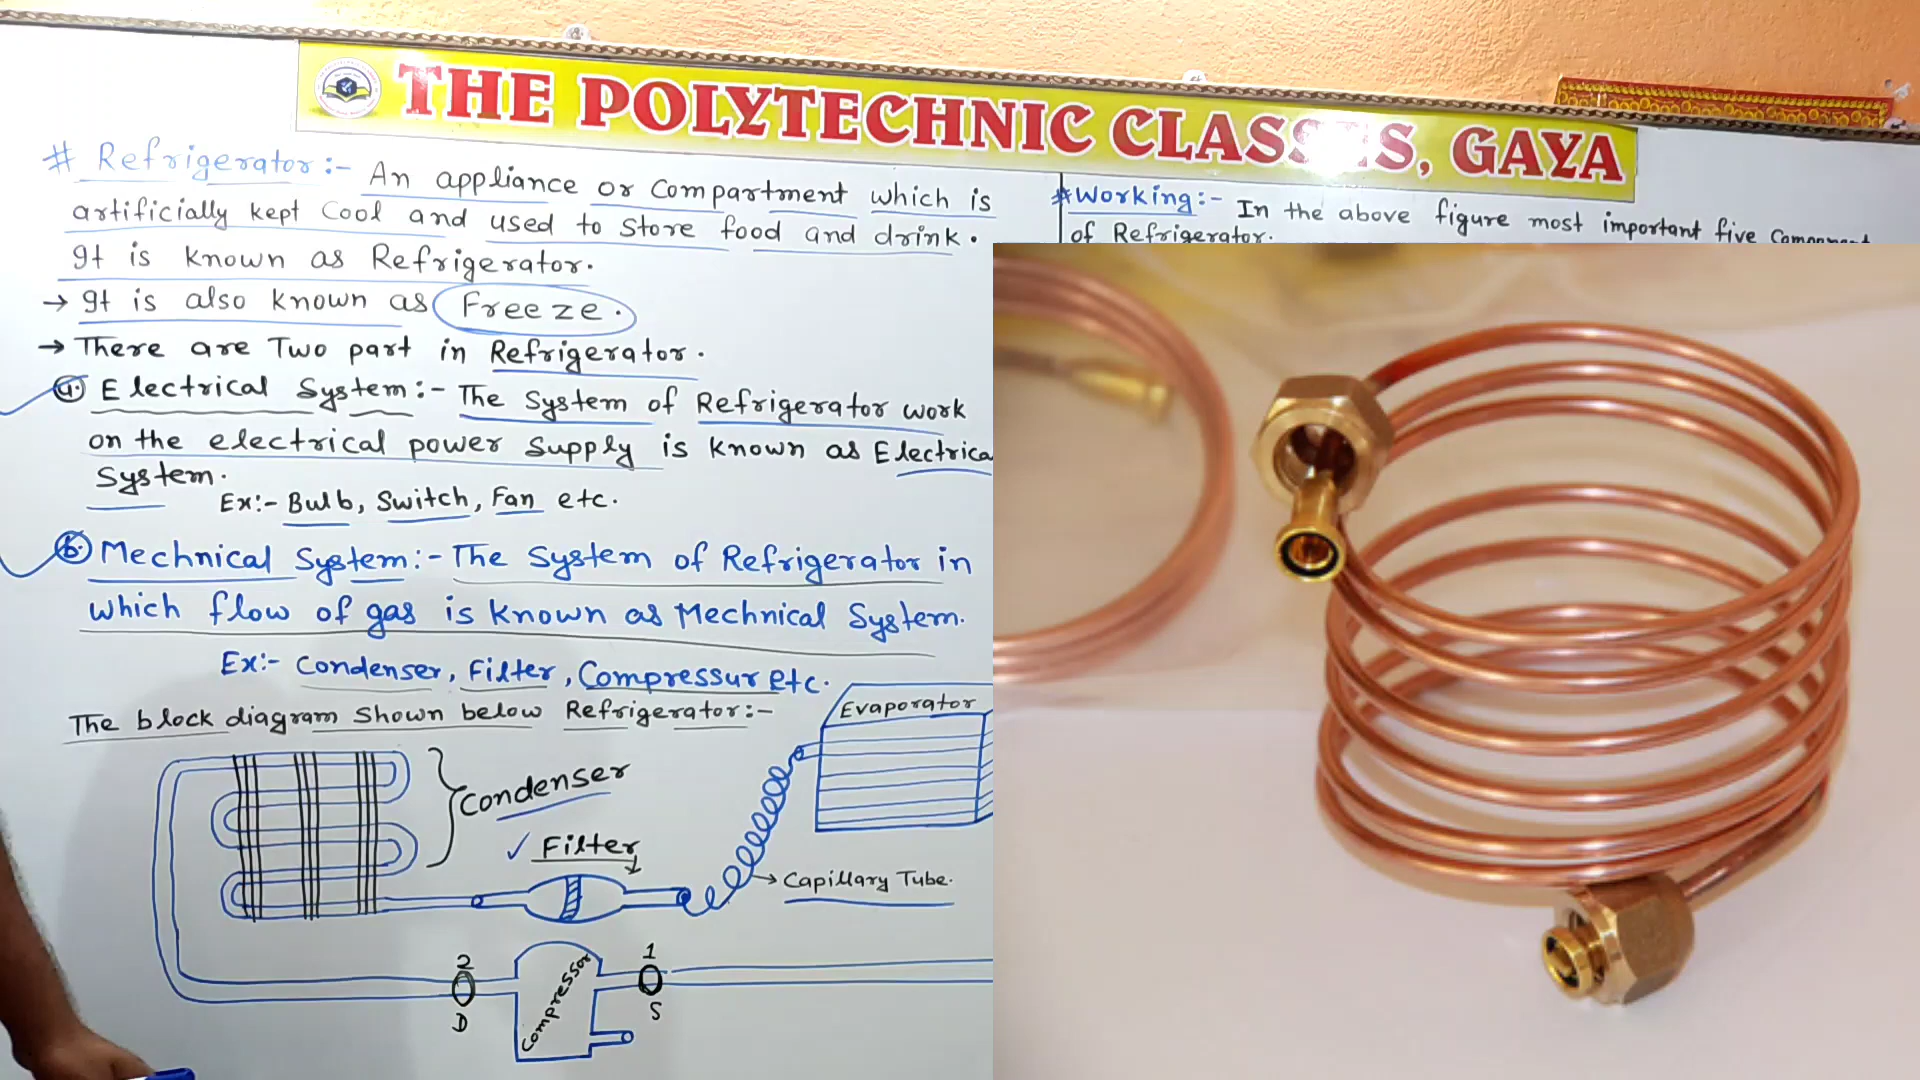 THE POLYTECHNIC CLASSES, GAYA
# Refrigerator:- An appliance or Compartment which is
artificially kept Cool and used to Store food and drink.
It is known as Refrigerator.
→ It is also known as Freeze.
→ There are Two part in Refrigerator.
a. Electrical System:- The System of Refrigerator work
on the electrical power Supply is known as Electrica
System.
Ex:- Bulb, Switch, Fan etc.
b. Mechnical System:- The System of Refrigerator in
which flow of gas is known as Mechnical System.
Ex:- Condenser, Filter, Compressur etc.
The block diagram Shown below Refrigerator:-
Evaporator
Condenser
✓ Filter
→ Capillary Tube.
2
1
Compressor
D
S
*Working:- In the above figure most important five
of Refrigerator.